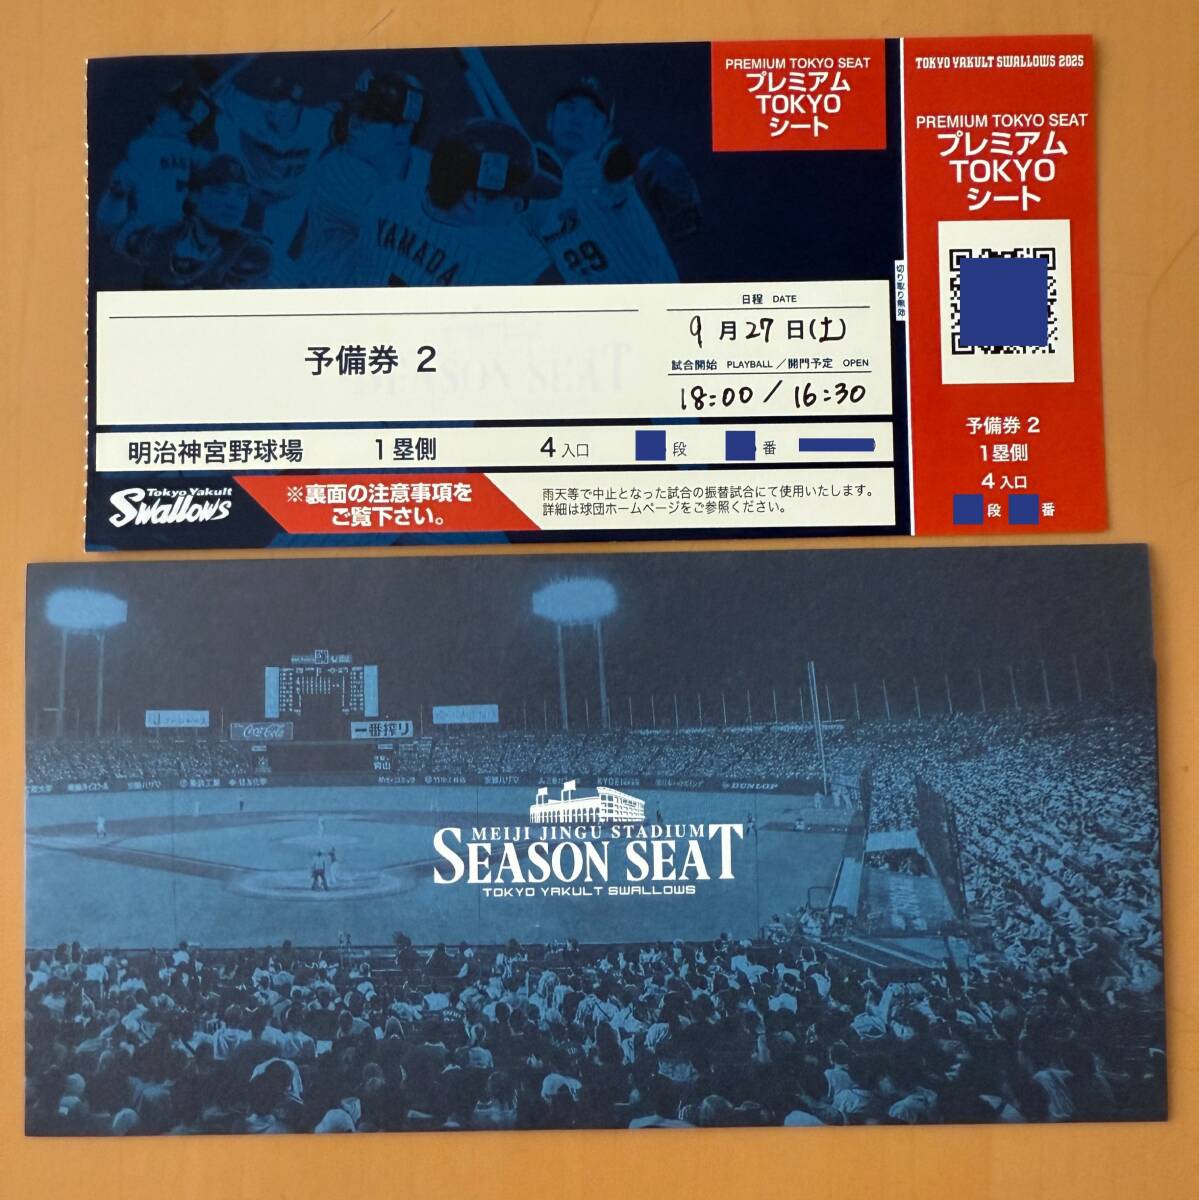 PREMIUM TOKYO SEAT
プレミアム
TOKYO
シート
YAMADA
99
日程 DATE
9月27日(土)
予備券 2
試合開始 PLAYBALL／開門予定 OPEN
18:00 / 16:30
明治神宮野球場 1塁側 4入口 段 番
Tokyo Yakult
Swallows
※裏面の注意事項を
ご覧下さい。
雨天等で中止となった試合の振替試合にて使用いたします。
詳細は球団ホームページをご参照ください。
切り取り無効
TOKYO YAKULT SWALLOWS 2025
PREMIUM TOKYO SEAT
プレミアム
TOKYO
シート
予備券 2
1塁側
4入口
段 番
Coca-Cola
一番搾り
DUNLOP
MEIJI JINGU STADIUM
SEASON SEAT
TOKYO YAKULT SWALLOWS